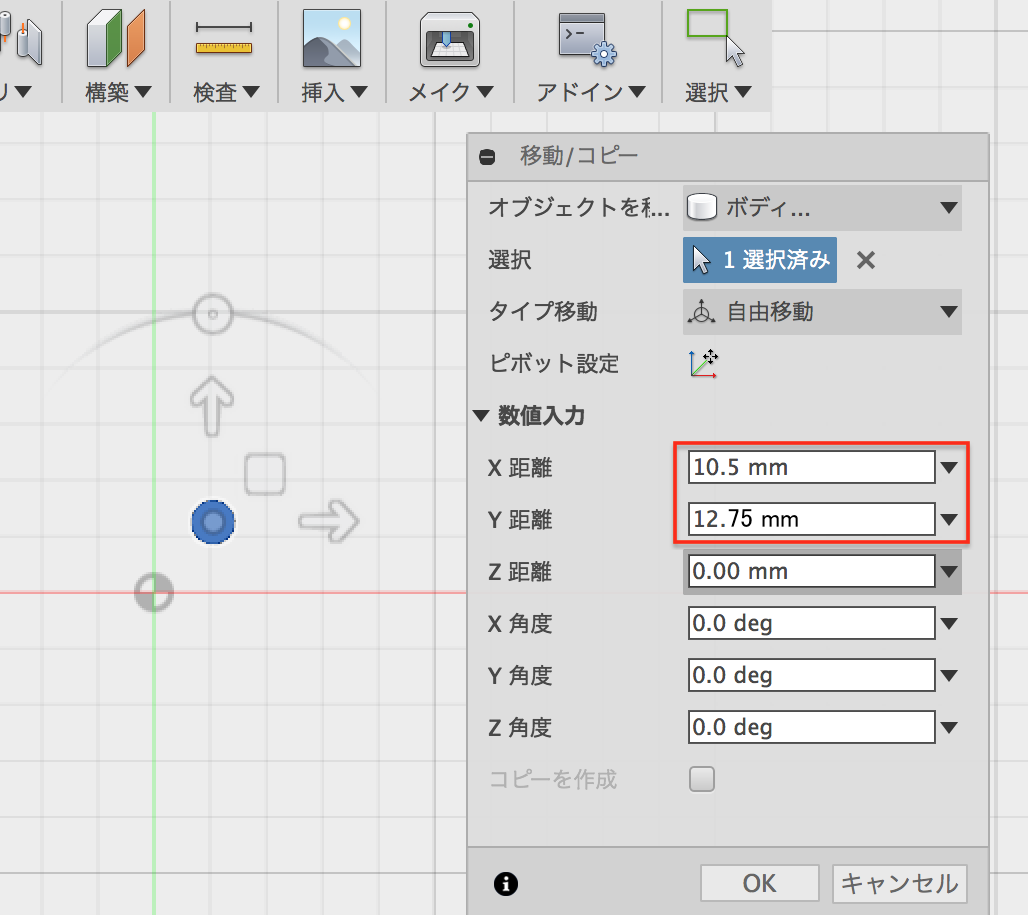 リ▼ 構築▼ 検査▼ 挿入▼ メイク▼ アドイン▼ 選択▼
移動/コピー
オブジェクトを移... ボディ...
選択 1 選択済み
タイプ移動 自由移動
ピボット設定
数値入力
X 距離 10.5 mm
Y 距離 12.75 mm
Z 距離 0.00 mm
X 角度 0.0 deg
Y 角度 0.0 deg
Z 角度 0.0 deg
コピーを作成
OK キャンセル